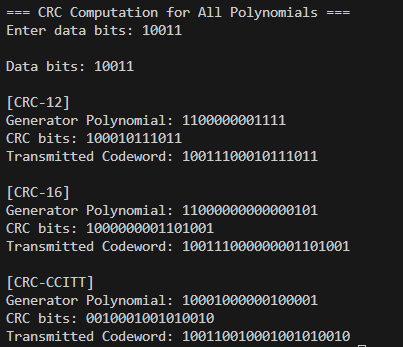 === CRC Computation for All Polynomials ===
Enter data bits: 10011
Data bits: 10011
[CRC-12]
Generator Polynomial: 1100000001111
CRC bits: 100010111011
Transmitted Codeword: 10011100010111011
[CRC-16]
Generator Polynomial: 11000000000000101
CRC bits: 1000000001101001
Transmitted Codeword: 100111000000001101001
[CRC-CCITT]
Generator Polynomial: 10001000000100001
CRC bits: 0010001001010010
Transmitted Codeword: 100110010001001010010